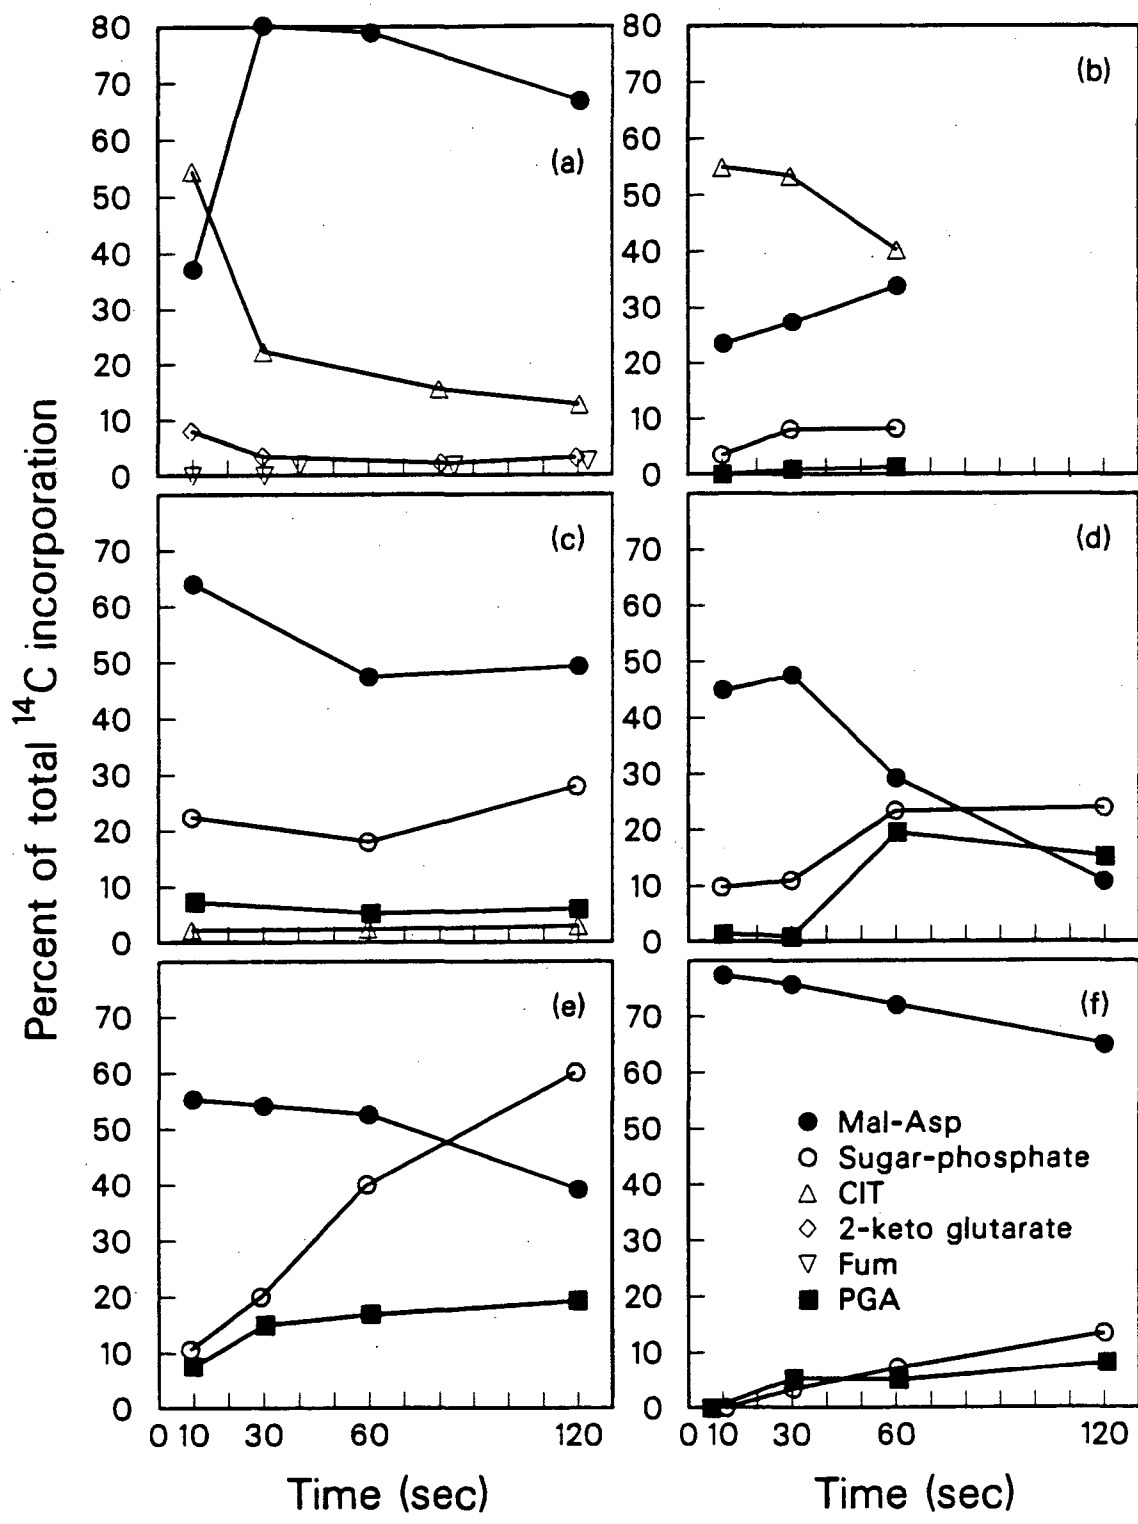 Percent of total ¹⁴C incorporation
80
70
60
50
40
30
20
10
0
(a)
80
70
60
50
40
30
20
10
0
(b)
70
60
50
40
30
20
10
0
(c)
70
60
50
40
30
20
10
0
(d)
70
60
50
40
30
20
10
0
(e)
0 10 30 60 120
Time (sec)
70
60
50
40
30
20
10
0
(f)
Mal-Asp
Sugar-phosphate
CIT
2-keto glutarate
Fum
PGA
0 10 30 60 120
Time (sec)